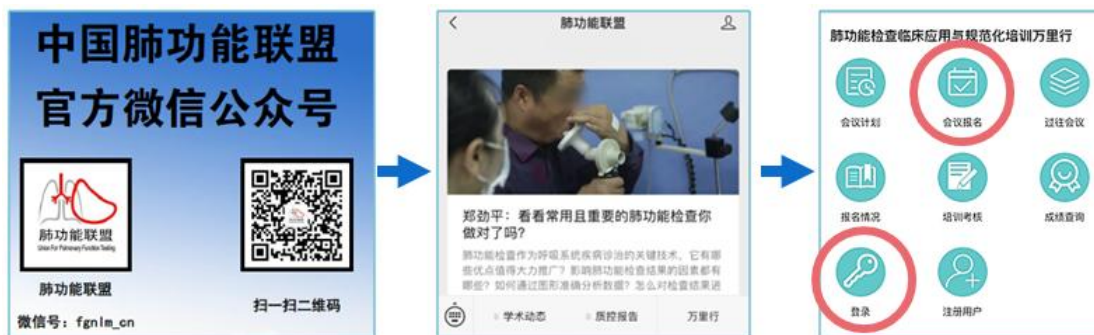 中国肺功能联盟
官方微信公众号
肺功能联盟
Union For Pulmonary Function Testing
肺功能联盟
扫一扫二维码
微信号：fgnlm_cn
肺功能联盟
郑劲平：看看常用且重要的肺功能检查你
做对了吗？
肺功能检查作为呼吸系统疾病诊治的关键技术，它有哪
些优点值得大力推广？影响肺功能检查结果的因素都有
哪些？如何通过图形准确分析数据？怎么对检查结果进
学术动态
质控报告
万里行
肺功能检查临床应用与规范化培训万里行
会议计划
会议报名
过往会议
报名情况
培训考核
成绩查询
登录
注册用户